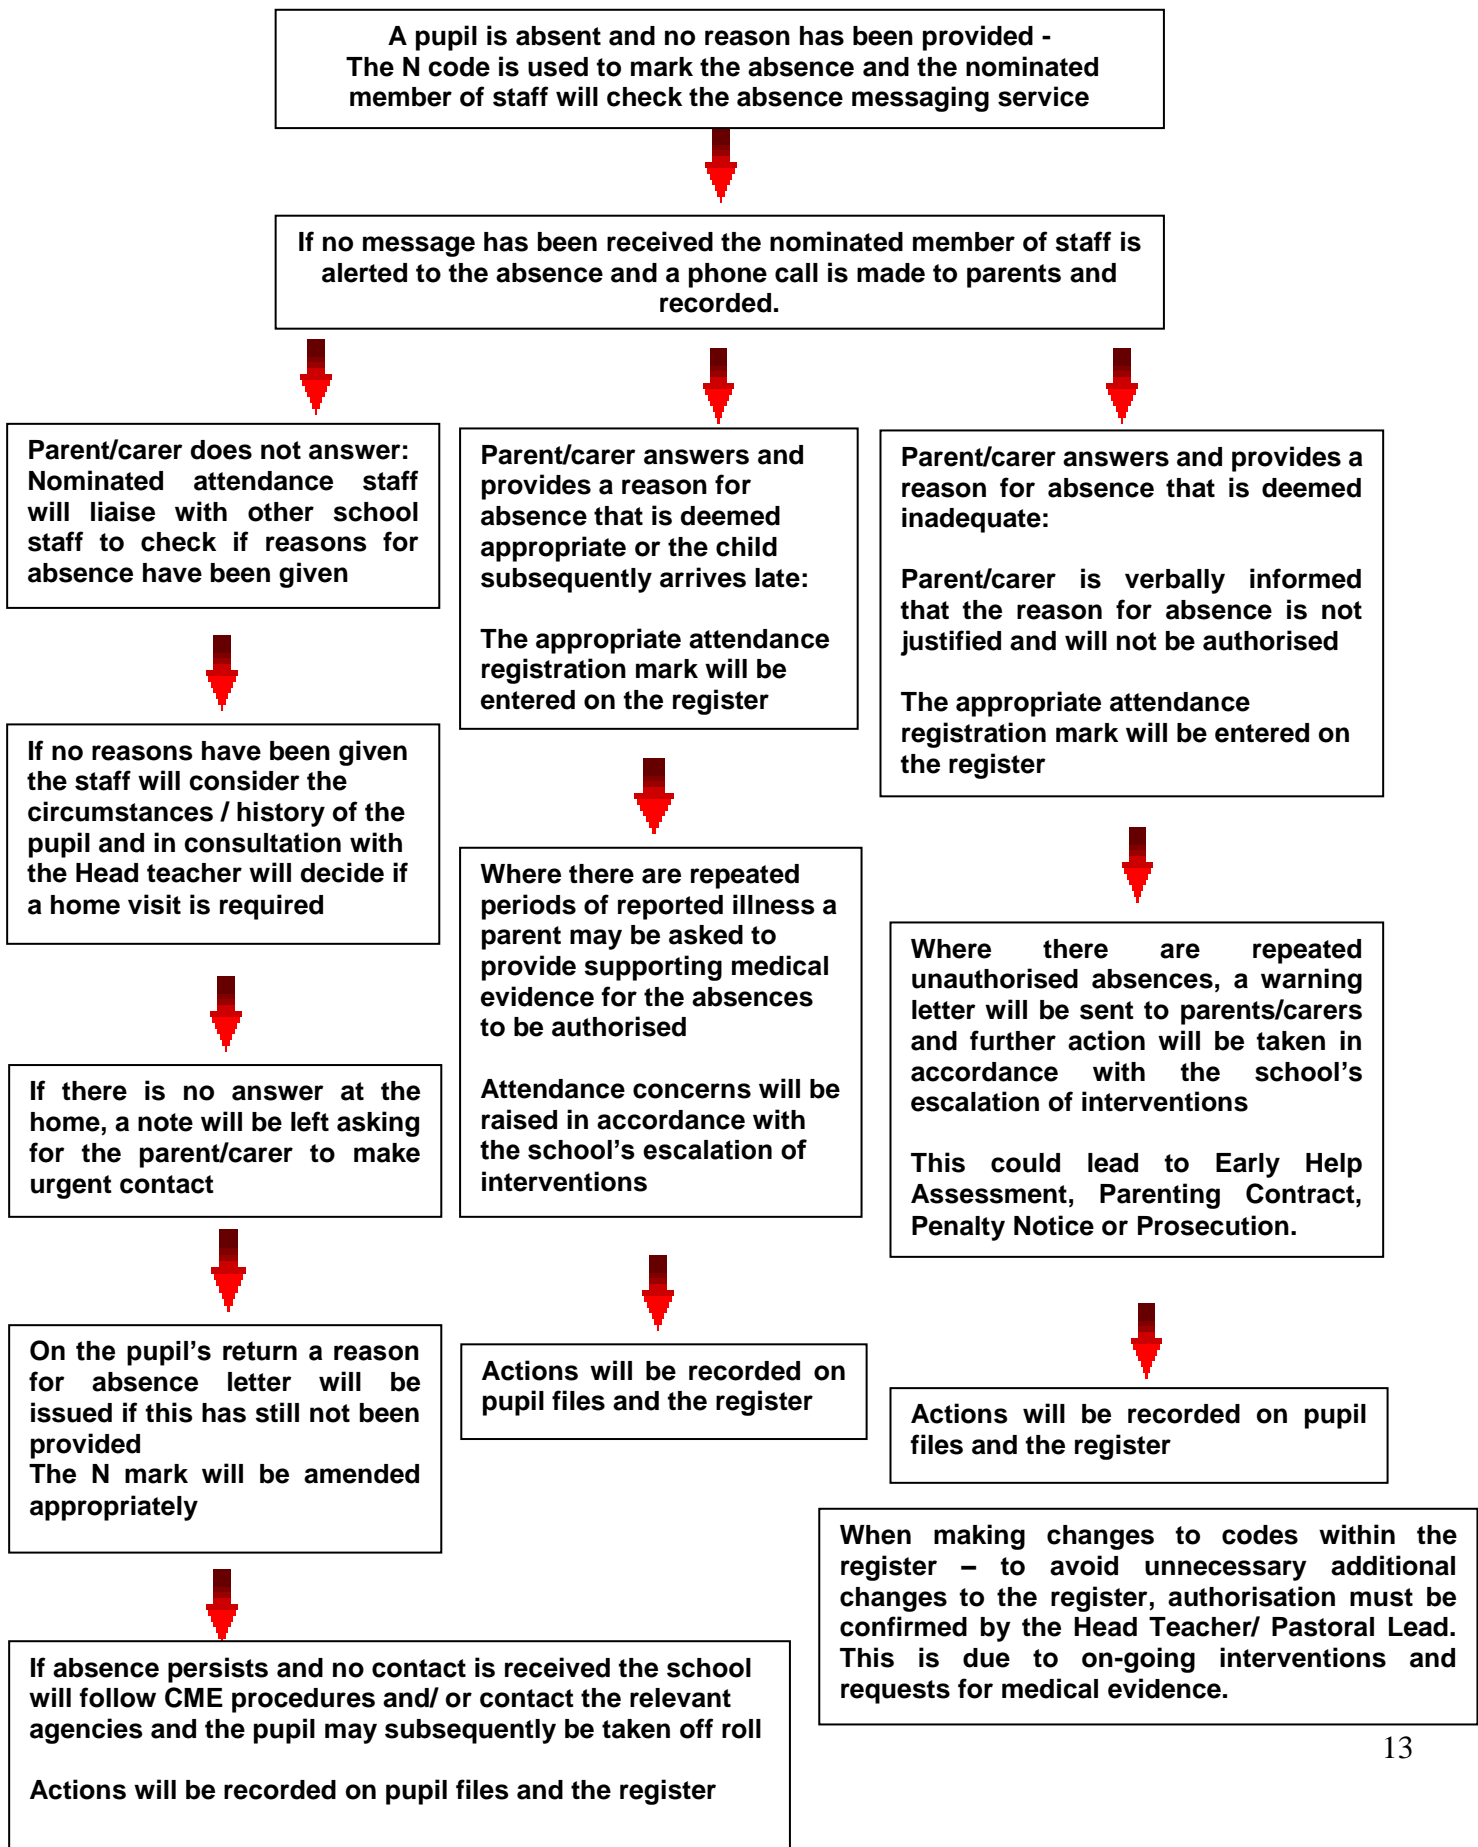 A pupil is absent and no reason has been provided -
The N code is used to mark the absence and the nominated
member of staff will check the absence messaging service
If no message has been received the nominated member of staff is
alerted to the absence and a phone call is made to parents and
recorded.
Parent/carer does not answer:
Nominated attendance staff
will liaise with other school
staff to check if reasons for
absence have been given
If no reasons have been given
the staff will consider the
circumstances / history of the
pupil and in consultation with
the Head teacher will decide if
a home visit is required
If there is no answer at the
home, a note will be left asking
for the parent/carer to make
urgent contact
On the pupil's return a reason
for absence letter will be
issued if this has still not been
provided
The N mark will be amended
appropriately
If absence persists and no contact is received the school
will follow CME procedures and/ or contact the relevant
agencies and the pupil may subsequently be taken off roll
Actions will be recorded on pupil files and the register
Parent/carer answers and
provides a reason for
absence that is deemed
appropriate or the child
subsequently arrives late:
The appropriate attendance
registration mark will be
entered on the register
Where there are repeated
periods of reported illness a
parent may be asked to
provide supporting medical
evidence for the absences
to be authorised
Attendance concerns will be
raised in accordance with
the school's escalation of
interventions
Actions will be recorded on
pupil files and the register
Parent/carer answers and provides a
reason for absence that is deemed
inadequate:
Parent/carer is verbally informed
that the reason for absence is not
justified and will not be authorised
The appropriate attendance
registration mark will be entered on
the register
Where there are repeated
unauthorised absences, a warning
letter will be sent to parents/carers
and further action will be taken in
accordance with the school's
escalation of interventions
This could lead to Early Help
Assessment, Parenting Contract,
Penalty Notice or Prosecution.
Actions will be recorded on pupil
files and the register
When making changes to codes within the
register – to avoid unnecessary additional
changes to the register, authorisation must be
confirmed by the Head Teacher/ Pastoral Lead.
This is due to on-going interventions and
requests for medical evidence.
13